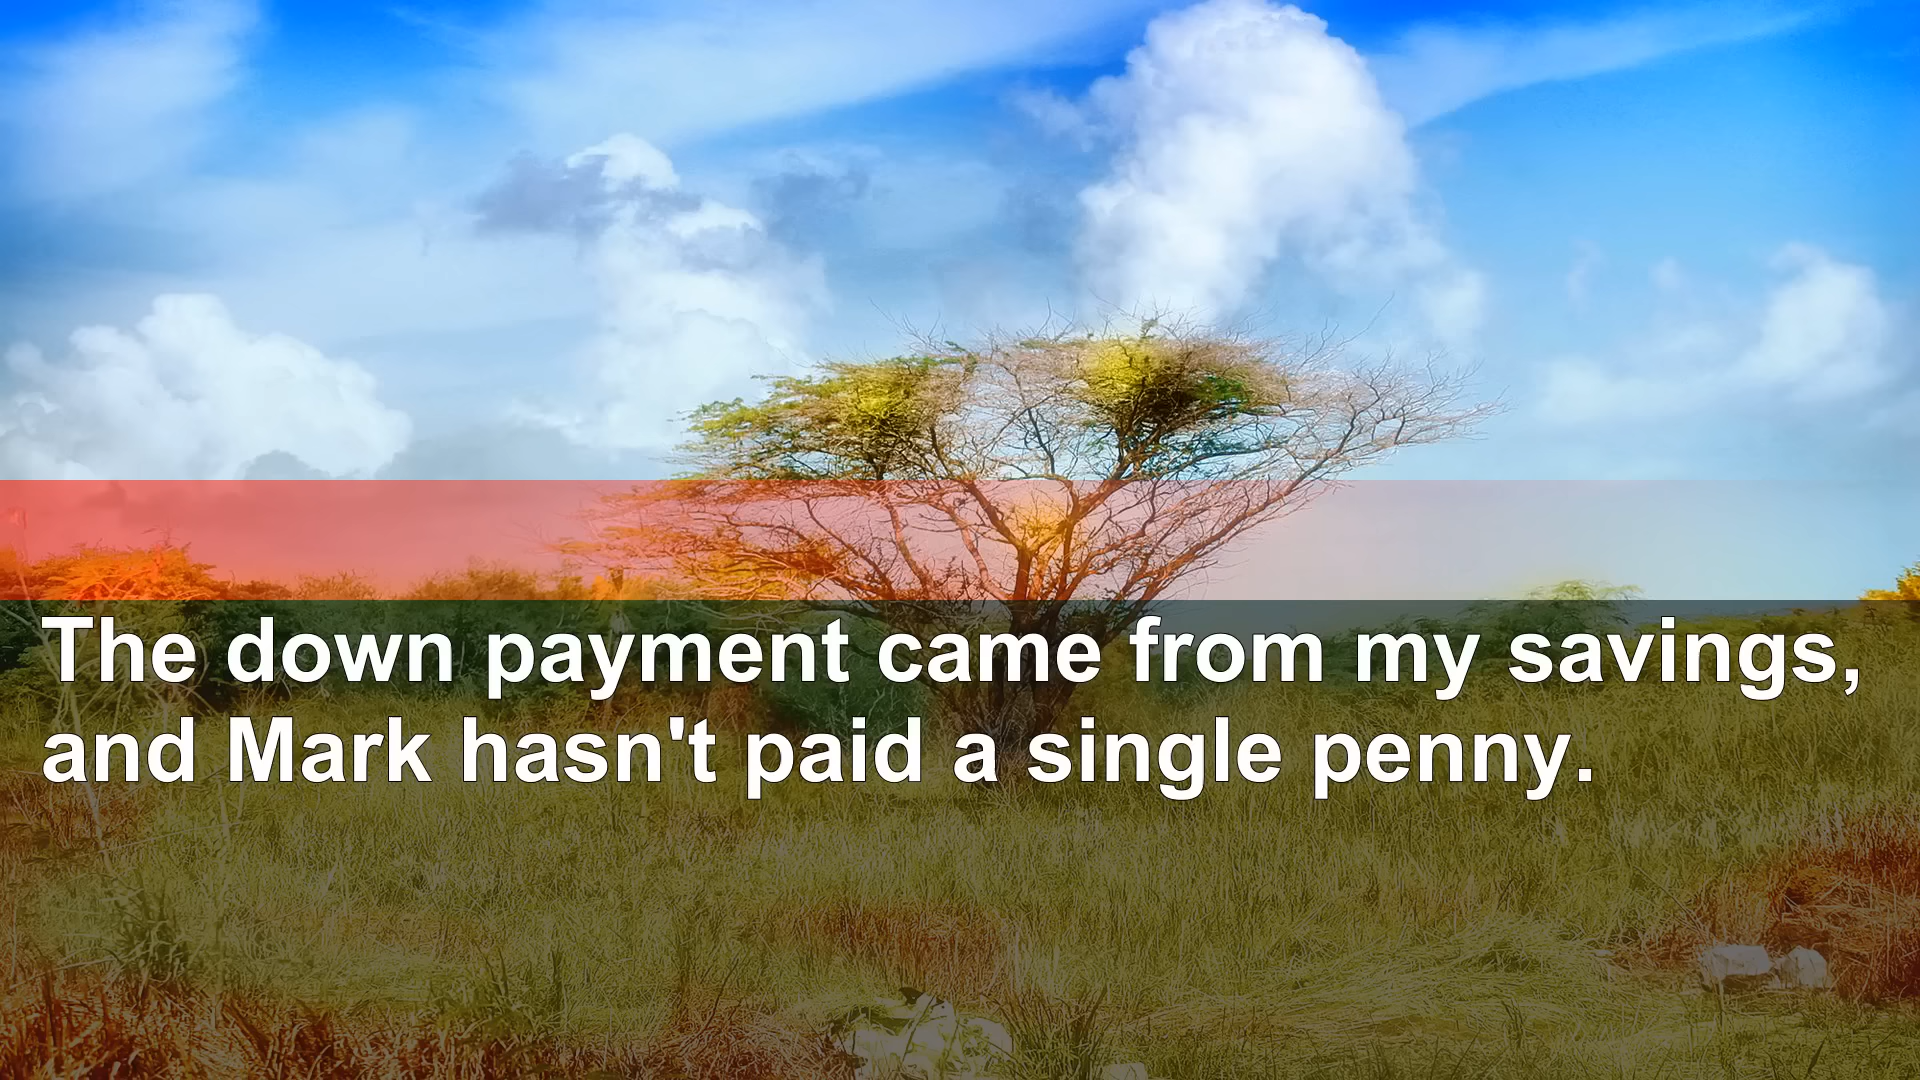 The down payment came from my savings,
and Mark hasn't paid a single penny.